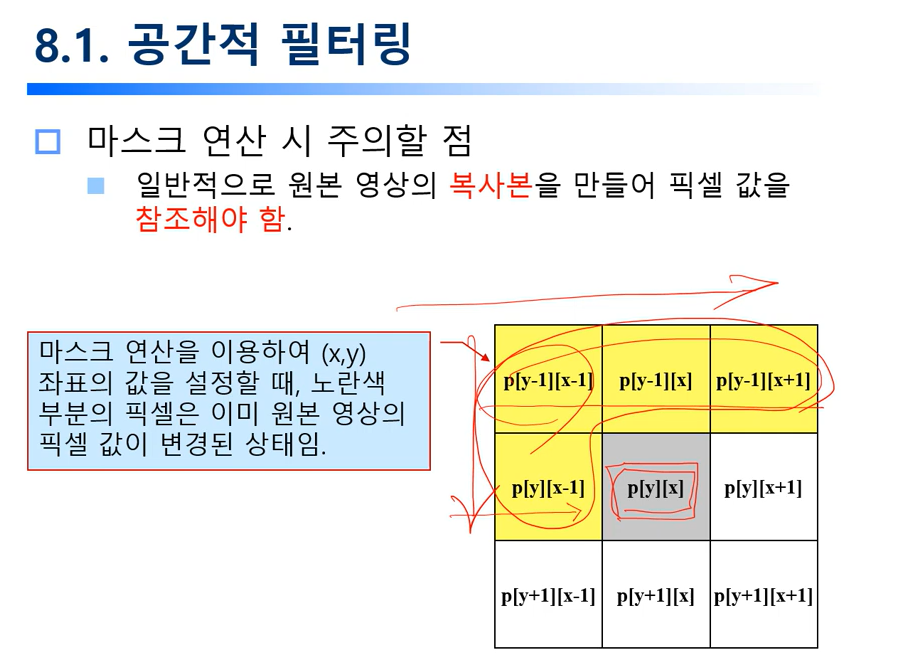 8.1. 공간적 필터링
마스크 연산 시 주의할 점
일반적으로 원본 영상의 복사본을 만들어 픽셀 값을
참조해야 함.
마스크 연산을 이용하여 (x,y)
좌표의 값을 설정할 때, 노란색
부분의 픽셀은 이미 원본 영상의
픽셀 값이 변경된 상태임.
p[y-1][x-1] p[y-1][x] p[y-1][x+1]
p[y][x-1] p[y][x] p[y][x+1]
p[y+1][x-1] p[y+1][x] p[y+1][x+1]